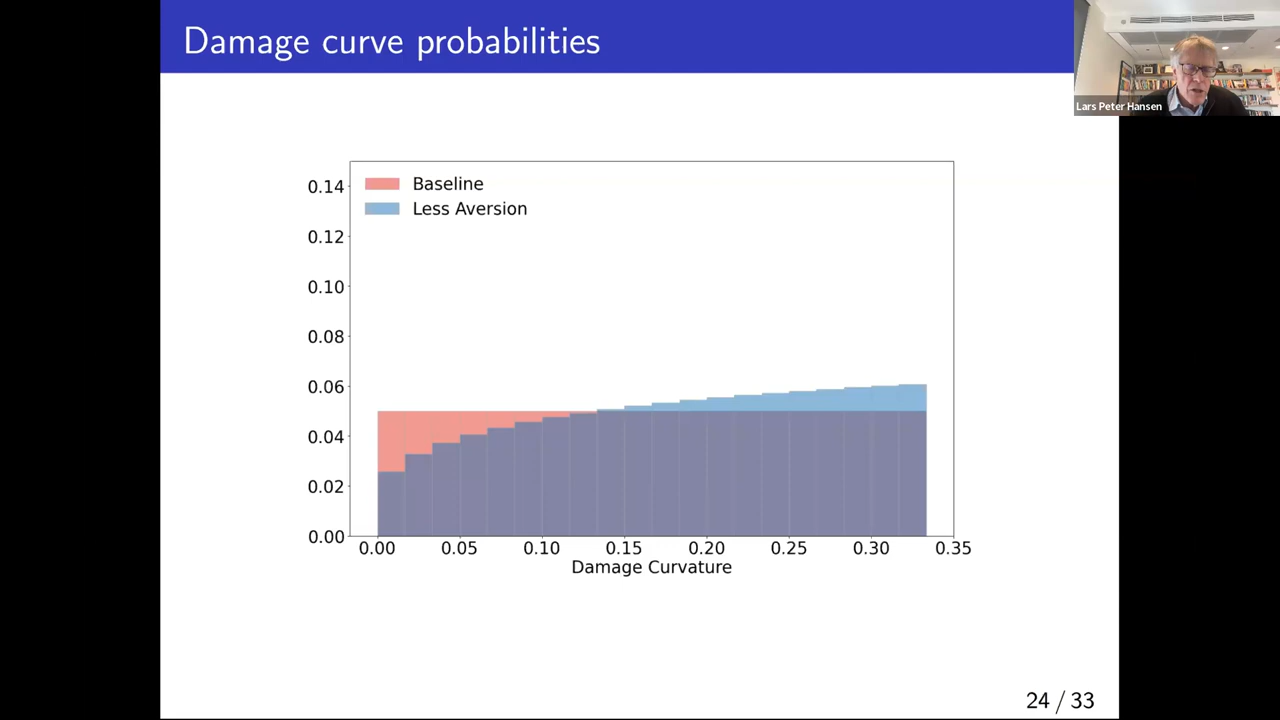 Damage curve probabilities
Lars Peter Hansen
Baseline
Less Aversion
0.14
0.12
0.10
0.08
0.06
0.04
0.02
0.00
0.00 0.05 0.10 0.15 0.20 0.25 0.30 0.35
Damage Curvature
24 / 33